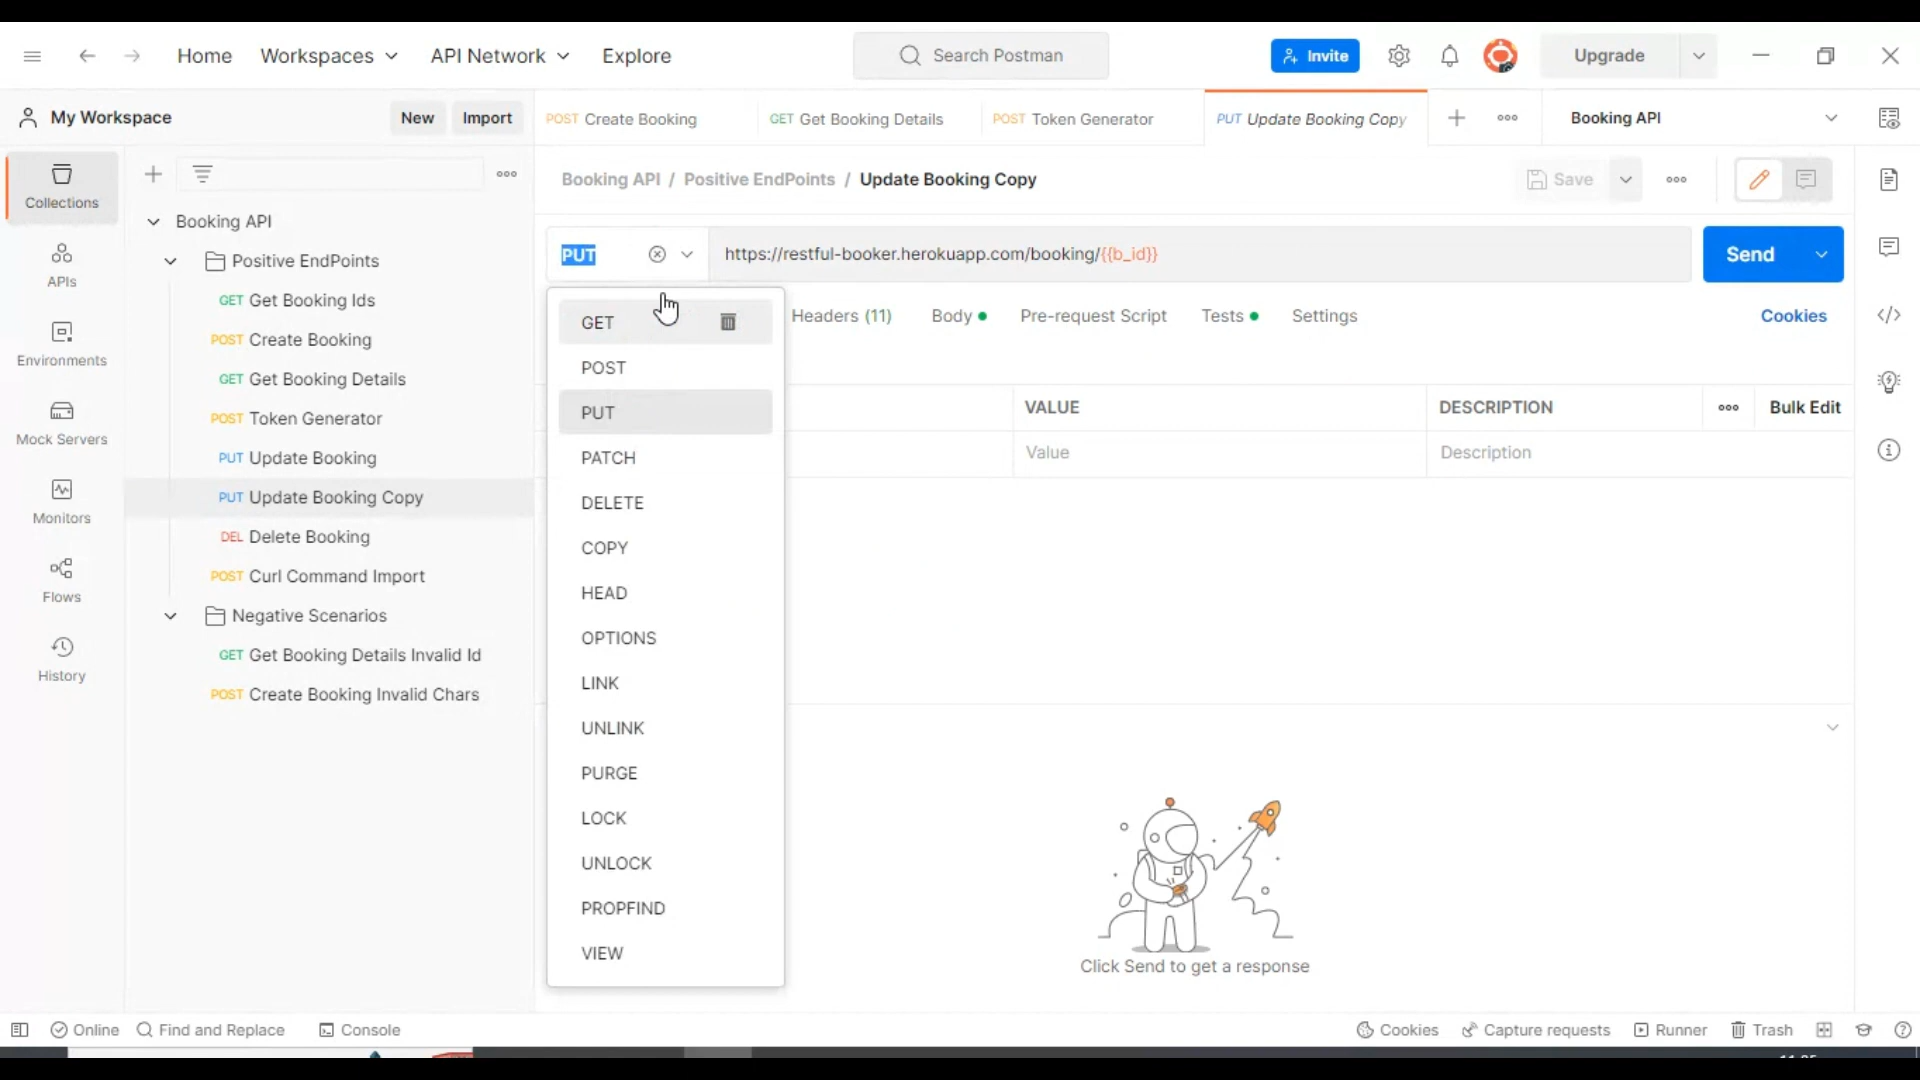 Home Workspaces API Network Explore Search Postman Invite Upgrade
My Workspace New Import POST Create Booking GET Get Booking Details POST Token Generator PUT Update Booking Copy Booking API
Booking API / Positive EndPoints / Update Booking Copy Save
PUT https://restful-booker.herokuapp.com/booking/{{b_id}} Send
Headers (11) Body Pre-request Script Tests Settings Cookies
VALUE DESCRIPTION Bulk Edit
Value Description
GET
POST
PUT
PATCH
DELETE
COPY
HEAD
OPTIONS
LINK
UNLINK
PURGE
LOCK
UNLOCK
PROPFIND
VIEW
Collections
APIs
Environments
Mock Servers
Monitors
Flows
History
Booking API
Positive EndPoints
GET Get Booking Ids
POST Create Booking
GET Get Booking Details
POST Token Generator
PUT Update Booking
PUT Update Booking Copy
DEL Delete Booking
POST Curl Command Import
Negative Scenarios
GET Get Booking Details Invalid Id
POST Create Booking Invalid Chars
Click Send to get a response
Online Find and Replace Console Cookies Capture requests Runner Trash